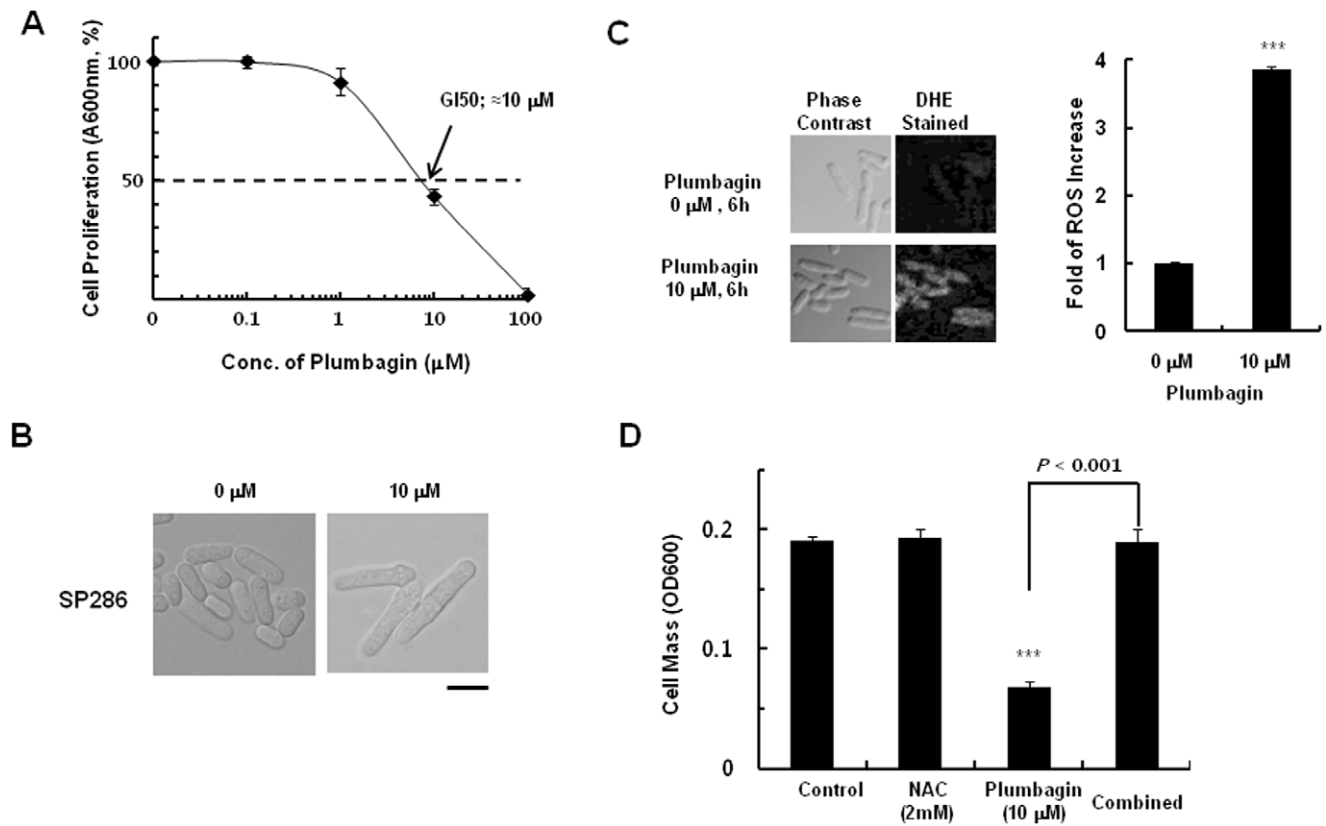 A
Cell Proliferation (A600nm, %)
100
50
0
GI50; ≈10 μM
0
0.1
1
10
100
Conc. of Plumbagin (μM)
B
0 μM
10 μM
SP286
C
Phase
Contrast
DHE
Stained
Plumbagin
0 μM , 6h
Plumbagin
10 μM, 6h
Fold of ROS Increase
4
3
2
1
0
***
0 μM
10 μM
Plumbagin
D
Cell Mass (OD600)
0.2
0.1
0
P < 0.001
***
Control
NAC
(2mM)
Plumbagin
(10 μM)
Combined